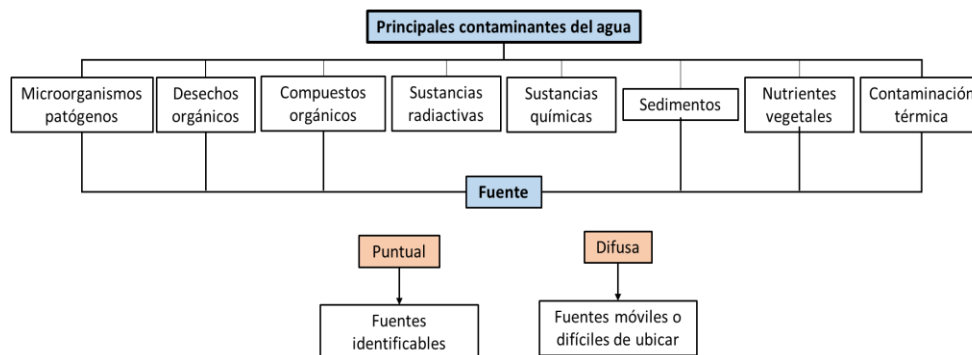 Principales contaminantes del agua
Microorganismos
patógenos
Desechos
orgánicos
Compuestos
orgánicos
Sustancias
radiactivas
Sustancias
químicas
Sedimentos
Nutrientes
vegetales
Contaminación
térmica
Fuente
Puntual
Difusa
Fuentes
identificables
Fuentes móviles o
difíciles de ubicar